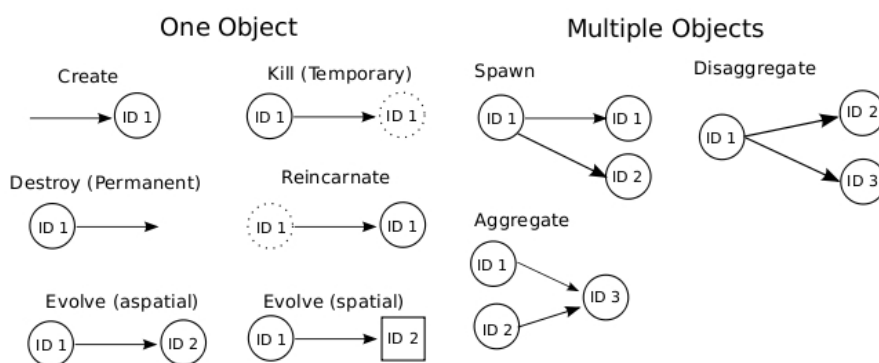 One Object
Create
ID 1
Kill (Temporary)
ID 1
ID 1
Destroy (Permanent)
ID 1
Reincarnate
ID 1
ID 1
Evolve (aspatial)
ID 1
ID 2
Evolve (spatial)
ID 1
ID 2
Multiple Objects
Spawn
ID 1
ID 1
ID 2
Disaggregate
ID 1
ID 2
ID 3
Aggregate
ID 1
ID 2
ID 3